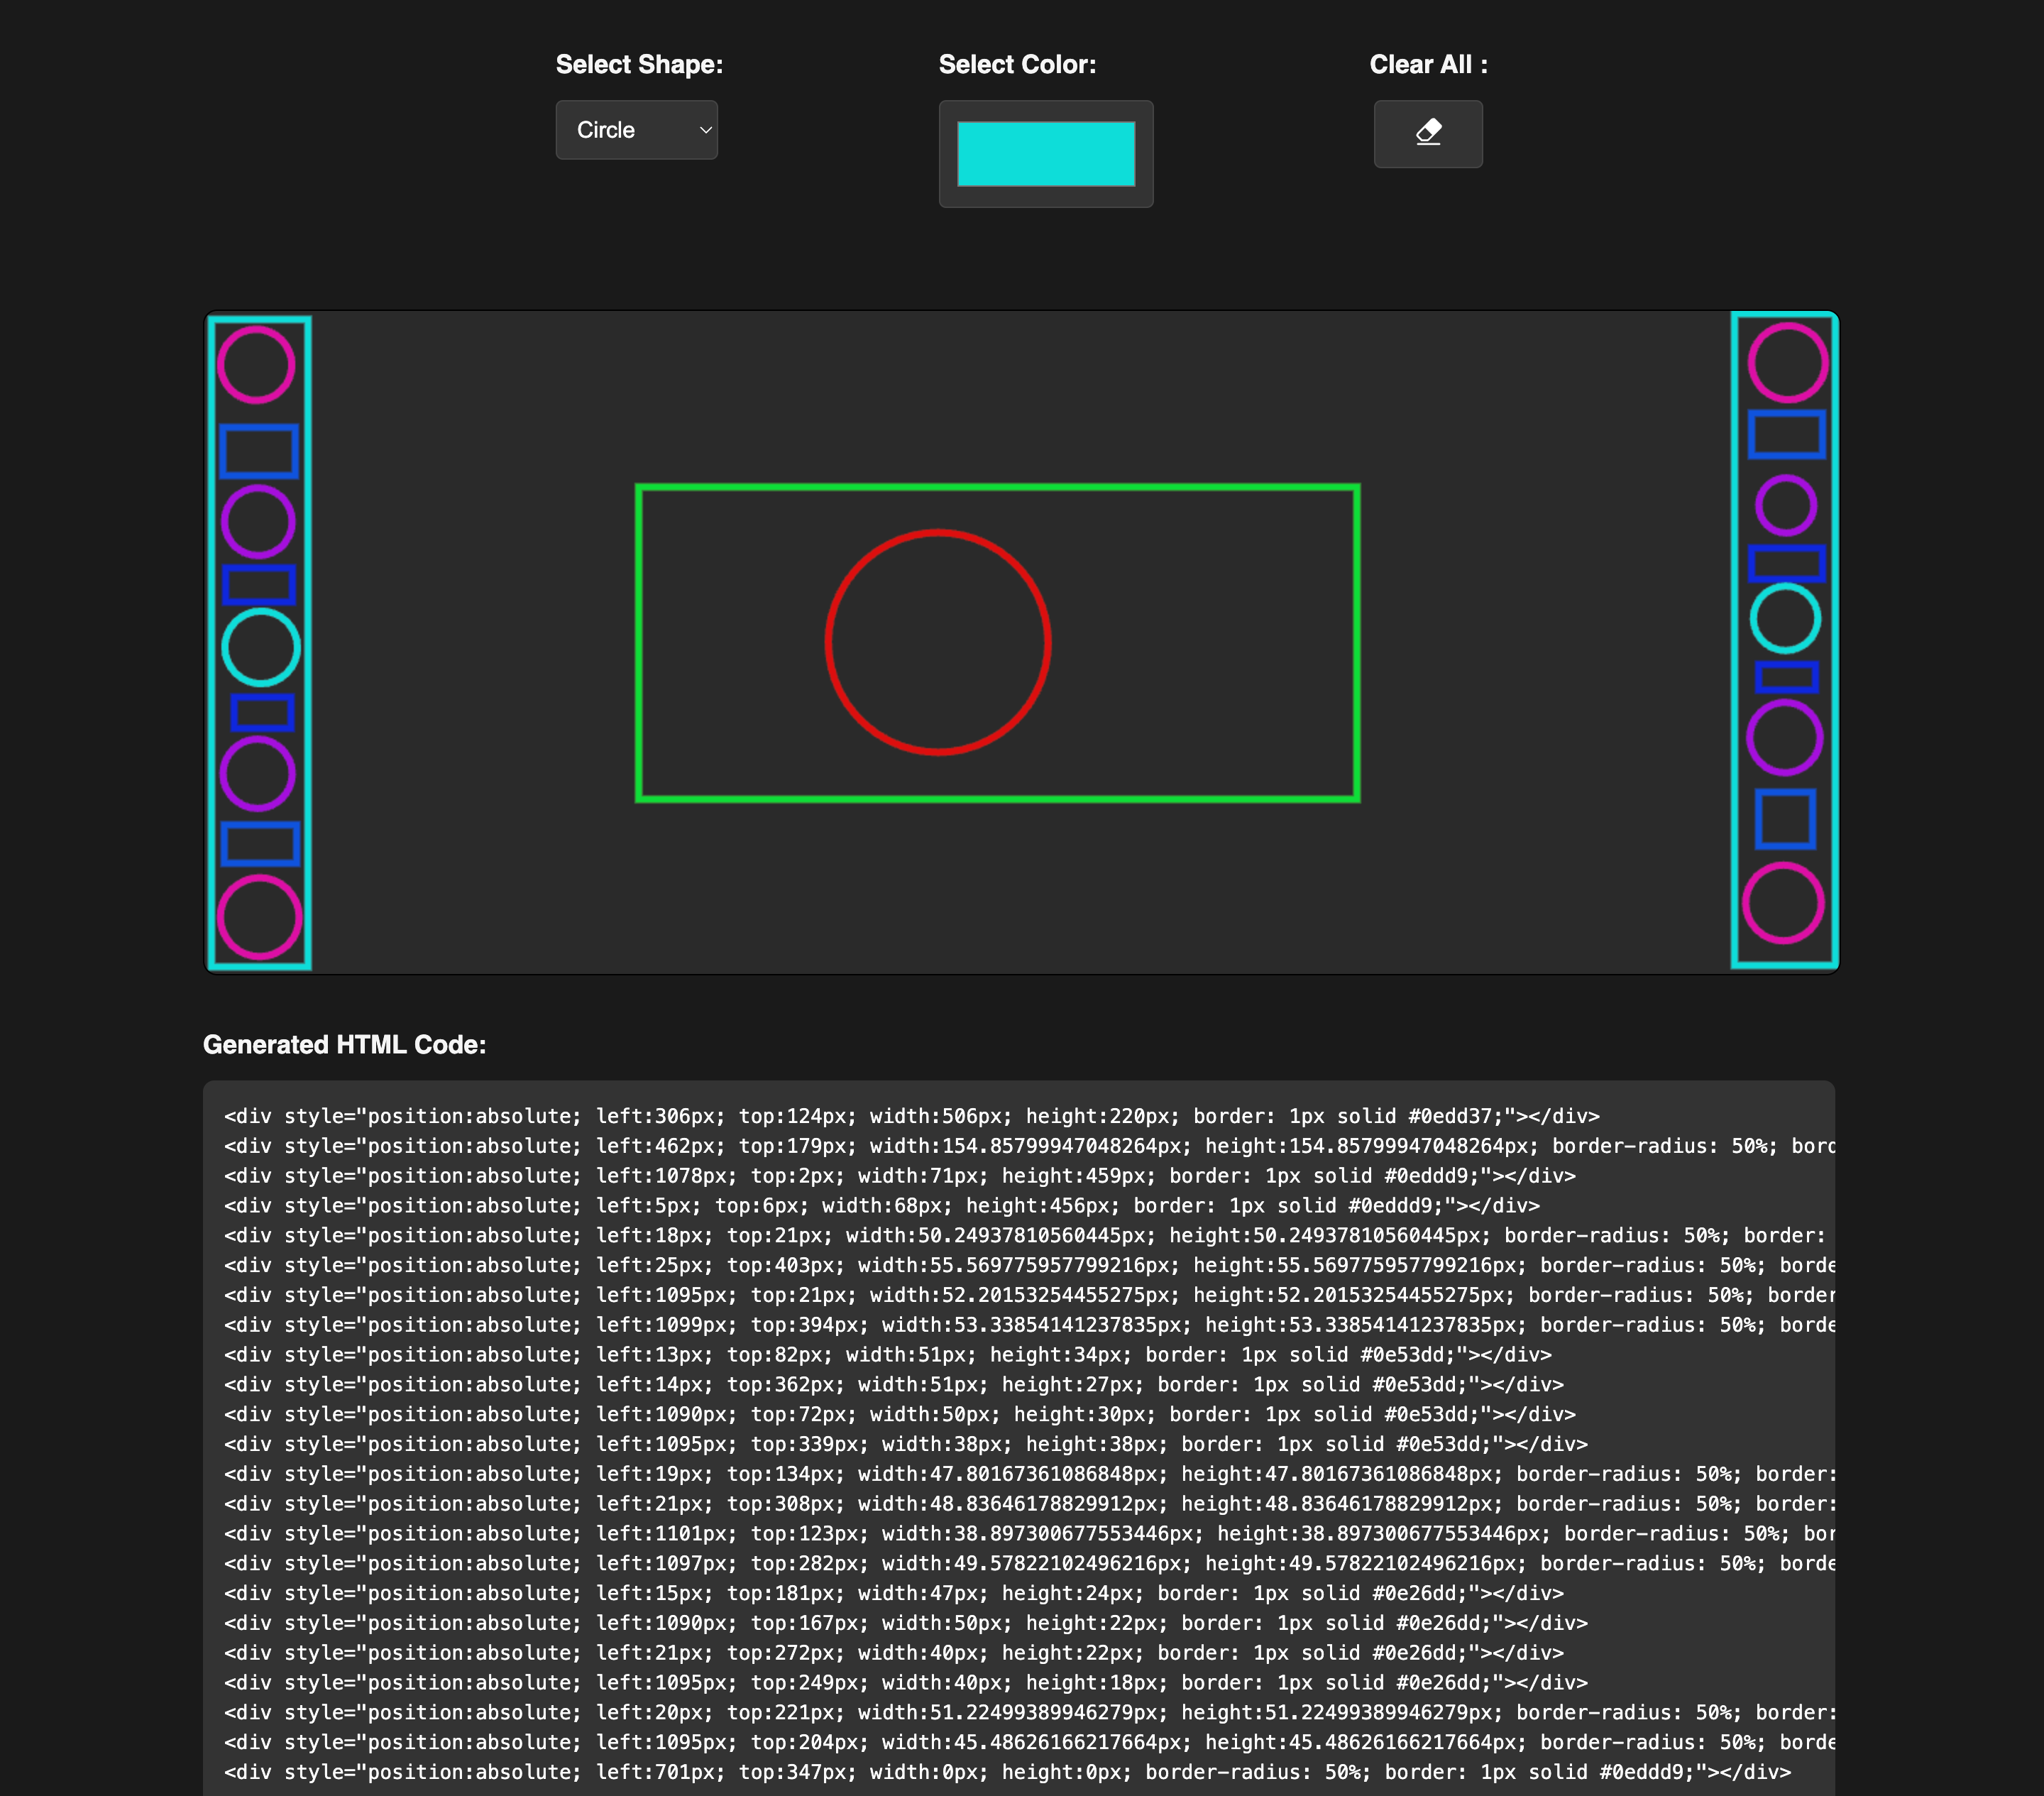 Select Shape:
Select Color:
Clear All :
Circle
Generated HTML Code:
<div style="position:absolute; left:306px; top:124px; width:506px; height:220px; border: 1px solid #0edd37;"></div>
<div style="position:absolute; left:462px; top:179px; width:154.85799947048264px; height:154.85799947048264px; border-radius: 50%; bord
<div style="position:absolute; left:1078px; top:2px; width:71px; height:459px; border: 1px solid #0eddd9;"></div>
<div style="position:absolute; left:5px; top:6px; width:68px; height:456px; border: 1px solid #0eddd9;"></div>
<div style="position:absolute; left:18px; top:21px; width:50.24937810560445px; height:50.24937810560445px; border-radius: 50%; border:
<div style="position:absolute; left:25px; top:403px; width:55.569775957799216px; height:55.569775957799216px; border-radius: 50%; borde
<div style="position:absolute; left:1095px; top:21px; width:52.20153254455275px; height:52.20153254455275px; border-radius: 50%; border
<div style="position:absolute; left:1099px; top:394px; width:53.33854141237835px; height:53.33854141237835px; border-radius: 50%; borde
<div style="position:absolute; left:13px; top:82px; width:51px; height:34px; border: 1px solid #0e53dd;"></div>
<div style="position:absolute; left:14px; top:362px; width:51px; height:27px; border: 1px solid #0e53dd;"></div>
<div style="position:absolute; left:1090px; top:72px; width:50px; height:30px; border: 1px solid #0e53dd;"></div>
<div style="position:absolute; left:1095px; top:339px; width:38px; height:38px; border: 1px solid #0e53dd;"></div>
<div style="position:absolute; left:19px; top:134px; width:47.80167361086848px; height:47.80167361086848px; border-radius: 50%; border:
<div style="position:absolute; left:21px; top:308px; width:48.83646178829912px; height:48.83646178829912px; border-radius: 50%; border:
<div style="position:absolute; left:1101px; top:123px; width:38.897300677553446px; height:38.897300677553446px; border-radius: 50%; bor
<div style="position:absolute; left:1097px; top:282px; width:49.57822102496216px; height:49.57822102496216px; border-radius: 50%; borde
<div style="position:absolute; left:15px; top:181px; width:47px; height:24px; border: 1px solid #0e26dd;"></div>
<div style="position:absolute; left:1090px; top:167px; width:50px; height:22px; border: 1px solid #0e26dd;"></div>
<div style="position:absolute; left:21px; top:272px; width:40px; height:22px; border: 1px solid #0e26dd;"></div>
<div style="position:absolute; left:1095px; top:249px; width:40px; height:18px; border: 1px solid #0e26dd;"></div>
<div style="position:absolute; left:20px; top:221px; width:51.22499389946279px; height:51.22499389946279px; border-radius: 50%; border:
<div style="position:absolute; left:1095px; top:204px; width:45.48626166217664px; height:45.48626166217664px; border-radius: 50%; borde
<div style="position:absolute; left:701px; top:347px; width:0px; height:0px; border-radius: 50%; border: 1px solid #0eddd9;"></div>